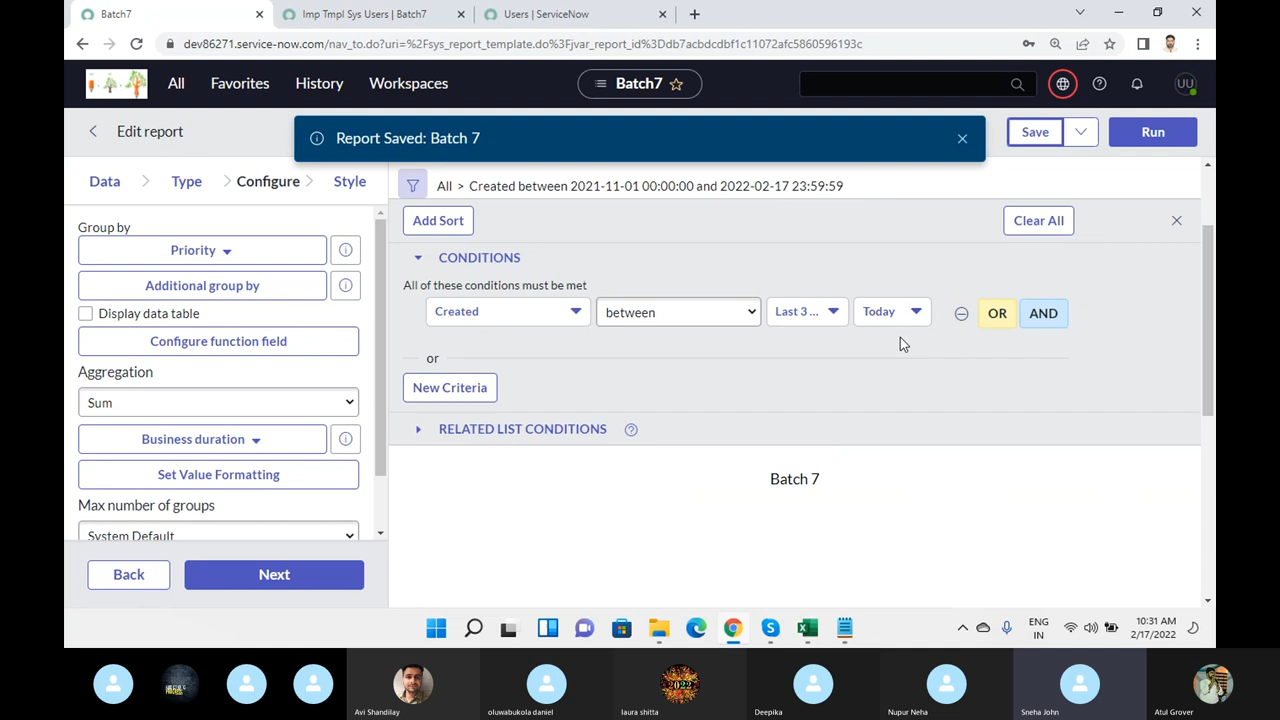 Batch7
Imp Tmpl Sys Users | Batch7
Users | ServiceNow
dev86271.service-now.com/nav_to.do?uri=%2Fsys_report_template.do%3Fjvar_report_id%3Ddb7acbdcdbf1c11072afc5860596193c
All Favorites History Workspaces
Batch7
UU
Edit report
Report Saved: Batch 7
Save
Run
Data Type Configure Style
All > Created between 2021-11-01 00:00:00 and 2022-02-17 23:59:59
Add Sort
Clear All
Group by
Priority
Additional group by
Display data table
Configure function field
Aggregation
Sum
Business duration
Set Value Formatting
Max number of groups
System Default
Back
Next
CONDITIONS
All of these conditions must be met
Created
between
Last 3 ...
Today
OR
AND
or
New Criteria
RELATED LIST CONDITIONS
Batch 7
ENG
IN
10:31 AM
2/17/2022
2022
Avi Shandilay
oluwabukola daniel
laura shitta
Deepika
Nupur Neha
Sneha John
Atul Grover